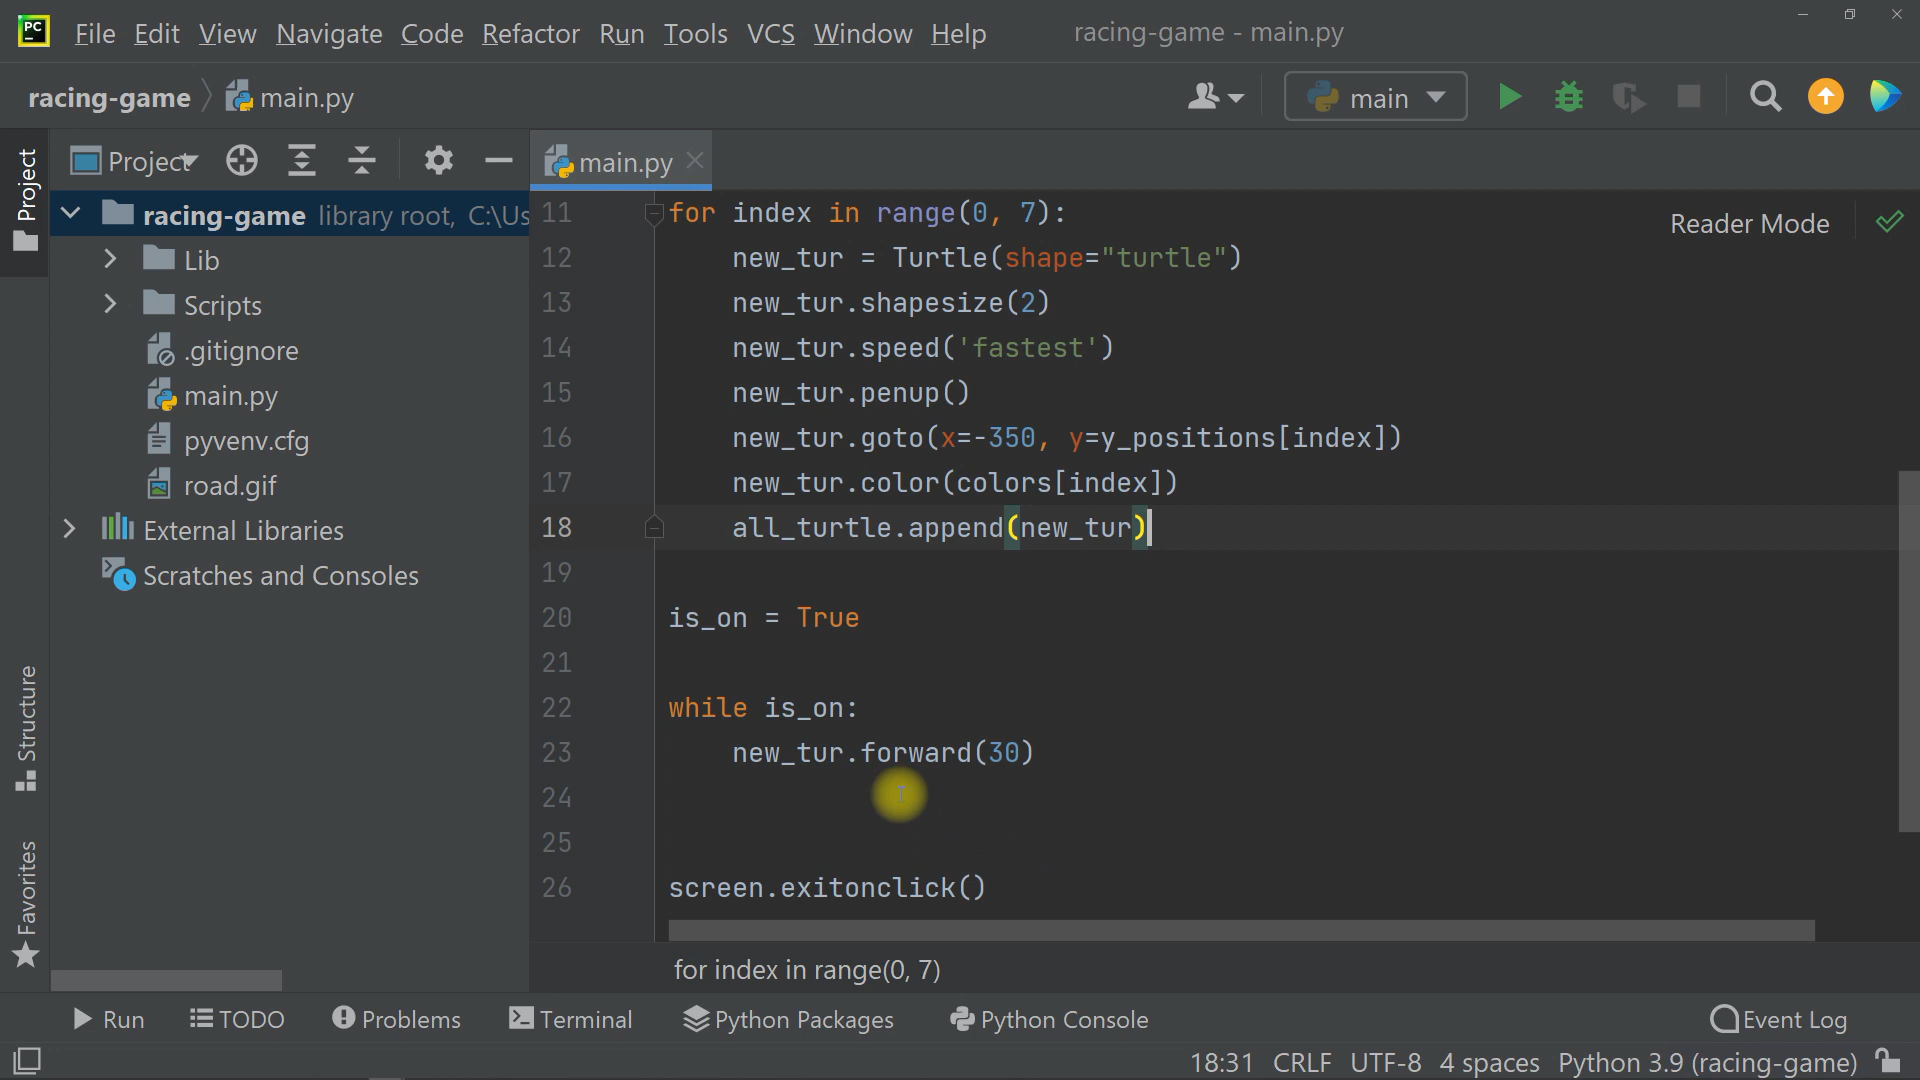 PC File Edit View Navigate Code Refactor Run Tools VCS Window Help racing-game - main.py
racing-game main.py main
Project main.py
Project
racing-game library root, C:\Us
Lib
Scripts
.gitignore
main.py
pyvenv.cfg
road.gif
External Libraries
Scratches and Consoles
Structure
Favorites
Reader Mode
11 for index in range(0, 7):
12 new_tur = Turtle(shape="turtle")
13 new_tur.shapesize(2)
14 new_tur.speed('fastest')
15 new_tur.penup()
16 new_tur.goto(x=-350, y=y_positions[index])
17 new_tur.color(colors[index])
18 all_turtle.append(new_tur)
19
20 is_on = True
21
22 while is_on:
23 new_tur.forward(30)
24
25
26 screen.exitonclick()
for index in range(0, 7)
Run TODO Problems Terminal Python Packages Python Console Event Log
18:31 CRLF UTF-8 4 spaces Python 3.9 (racing-game)